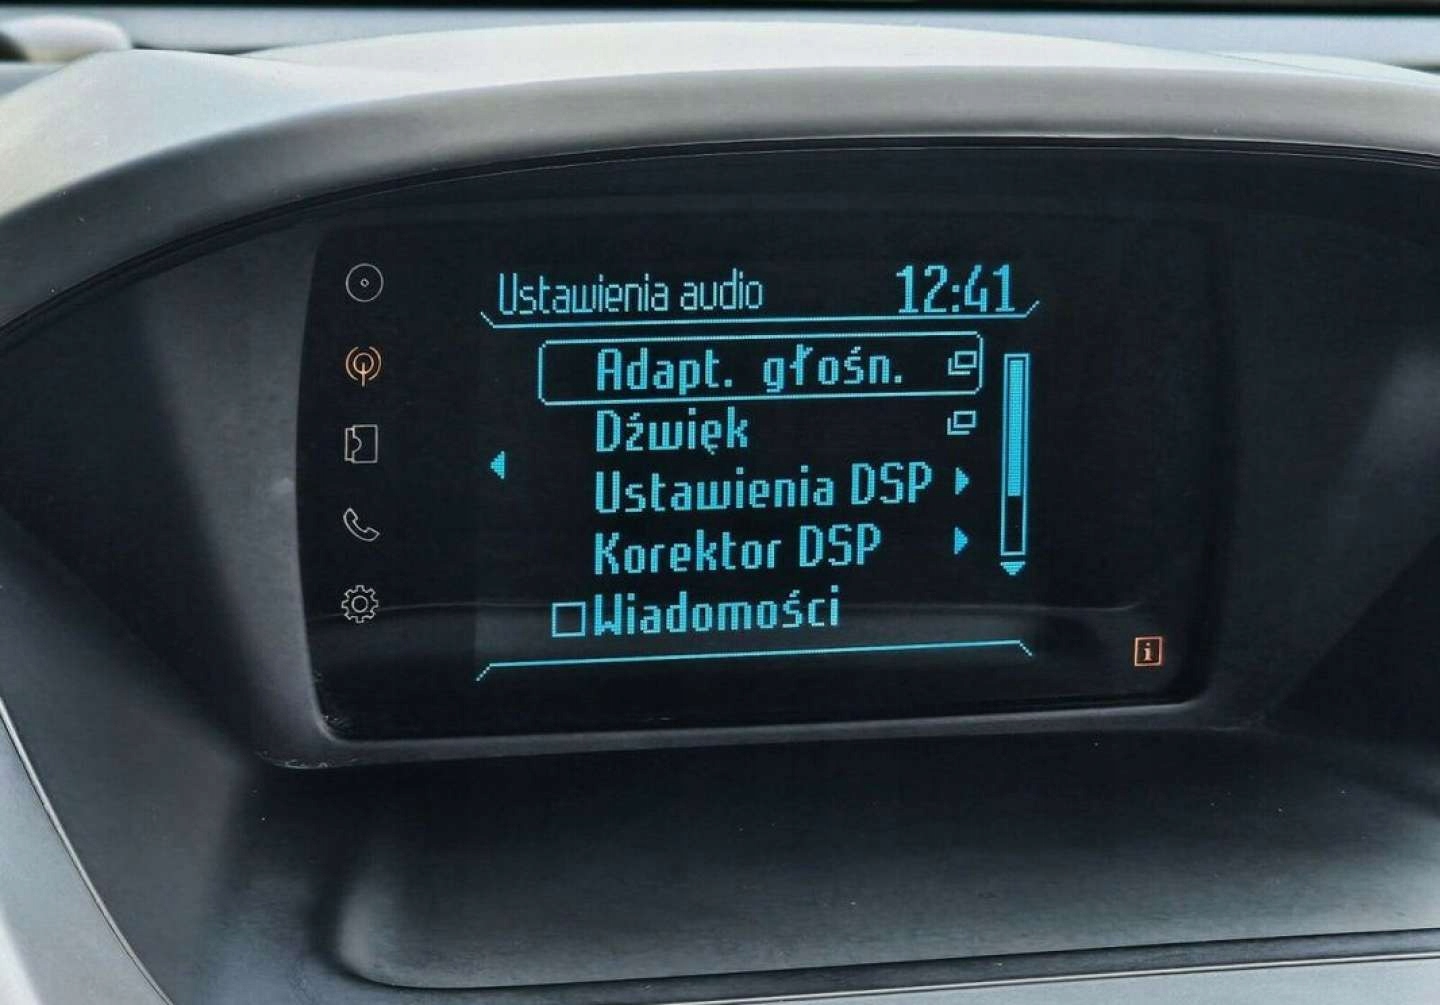 Ustawienia audio 12:41
Adapt. głośn.
Dźwięk
Ustawienia DSP
Korektor DSP
Wiadomości
i